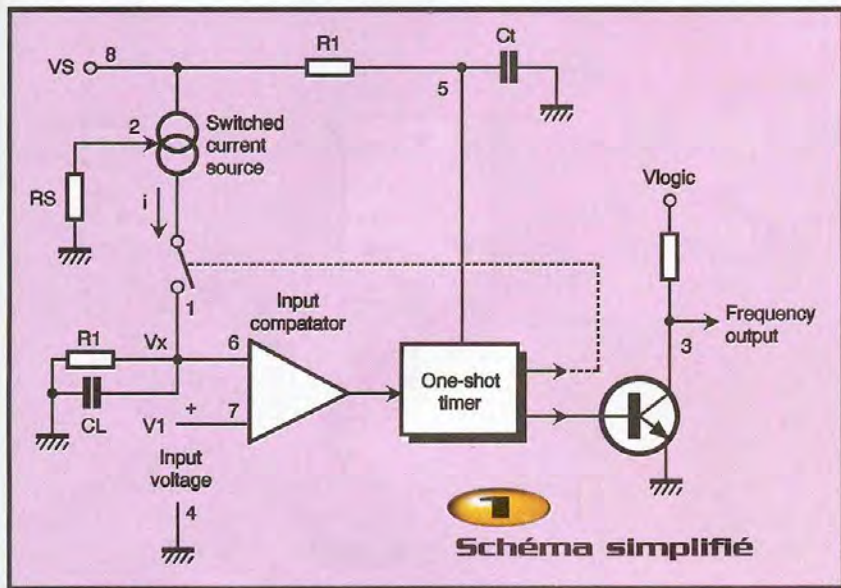 VS
8
R1
Ct
5
2
Switched
current
source
RS
i
Vlogic
1
Input
compatator
R1
Vx
6
Frequency
output
3
One-shot
timer
CL
V1
+
7
Input
voltage
4
1
Schéma simplifié